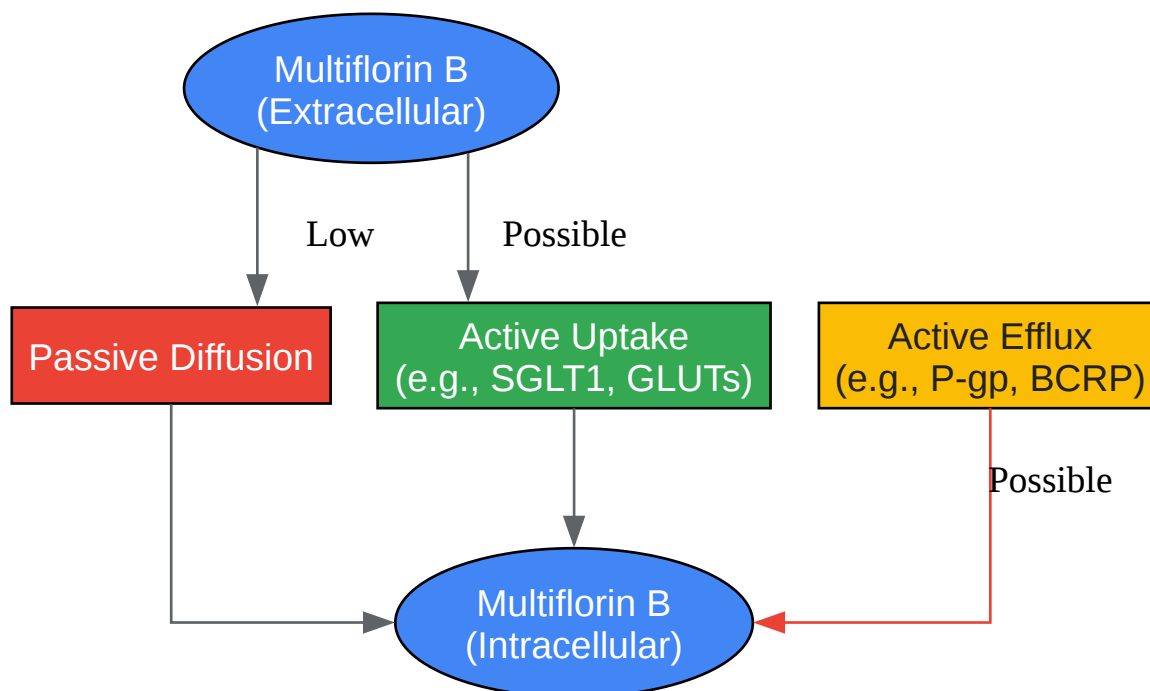 Multiflorin B
(Extracellular)
Low
Possible
Passive Diffusion
Active Uptake
(e.g., SGLT1, GLUTs)
Active Efflux
(e.g., P-gp, BCRP)
Possible
Multiflorin B
(Intracellular)